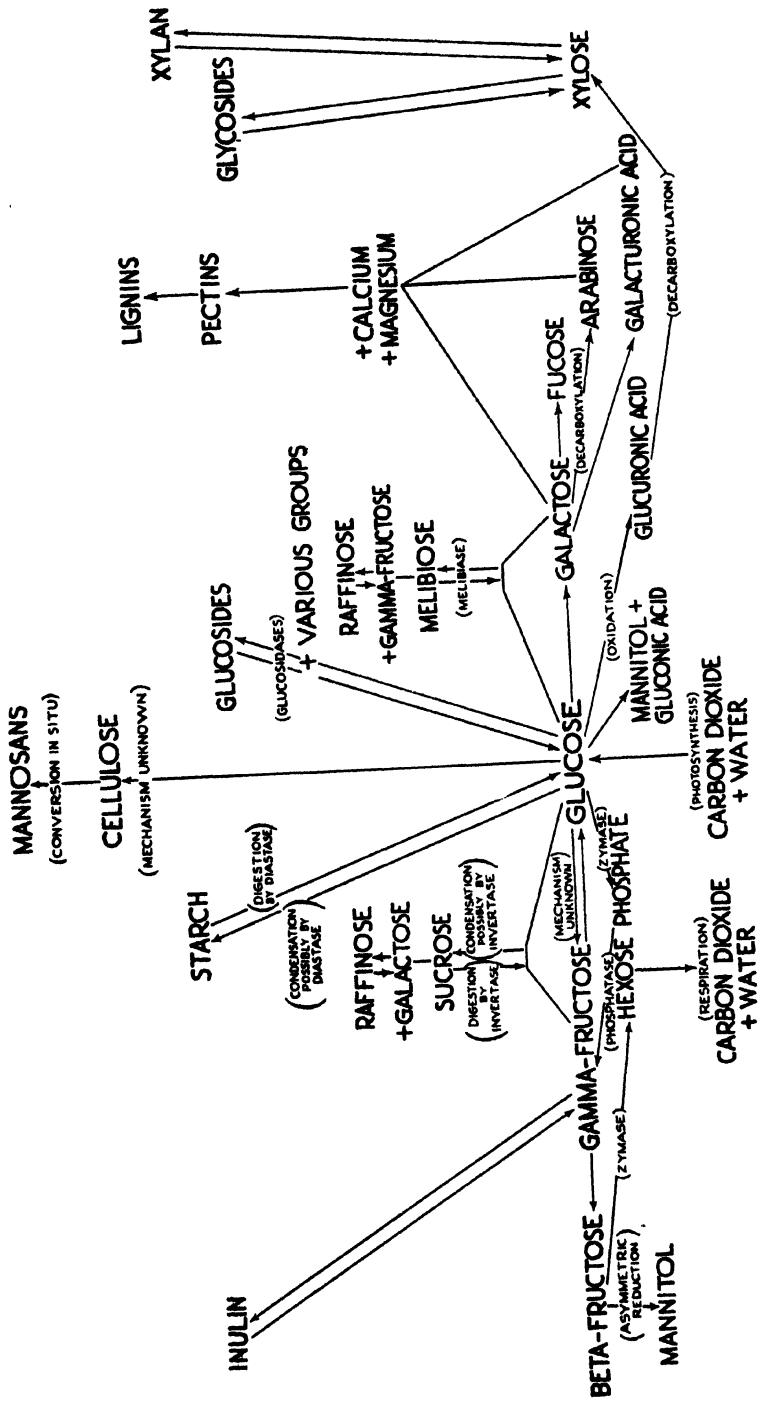 MANNOSANS
(CONVERSION IN SITU)
CELLULOSE
(MECHANISM UNKNOWN)
STARCH
(DIGESTION
BY DIASTASE)
(CONDENSATION
POSSIBLY BY
DIASTASE)
GLUCOSIDES
(GLUCOSIDASES)
+ VARIOUS GROUPS
LIGNINS
PECTINS
+ CALCIUM
+ MAGNESIUM
XYLAN
GLYCOSIDES
INULIN
RAFFINOSE
+GALACTOSE
SUCROSE
(DIGESTION
BY
INVERTASE)
(CONDENSATION
POSSIBLY BY
INVERTASE)
RAFFINOSE
+GAMMA-FRUCTOSE
MELIBIOSE
(MELIBIASE)
BETA-FRUCTOSE
GAMMA-FRUCTOSE
(MECHANISM
UNKNOWN)
GLUCOSE
GALACTOSE
FUCOSE
(DECARBOXYLATION)
ARABINOSE
XYLOSE
(ASYMMETRIC
REDUCTION)
MANNITOL
(ZYMASE)
(PHOSPHATASE)
(ZYMASE)
HEXOSE PHOSPHATE
(OXIDATION)
MANNITOL +
GLUCONIC ACID
GLUCURONIC ACID
GALACTURONIC ACID
(DECARBOXYLATION)
(RESPIRATION)
CARBON DIOXIDE
+ WATER
(PHOTOSYNTHESIS)
CARBON DIOXIDE
+ WATER